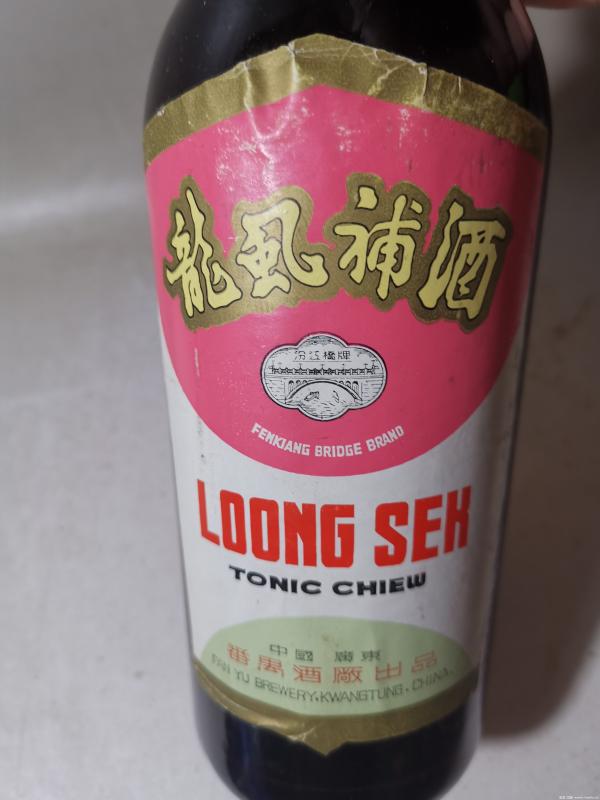 龍虱補酒
汾江橋牌
FENKIANG BRIDGE BRAND
LOONG SEK
TONIC CHIEW
中國 廣東
番禺酒廠出品
PAN YU BREWERY·KWANGTUNG·CHINA.